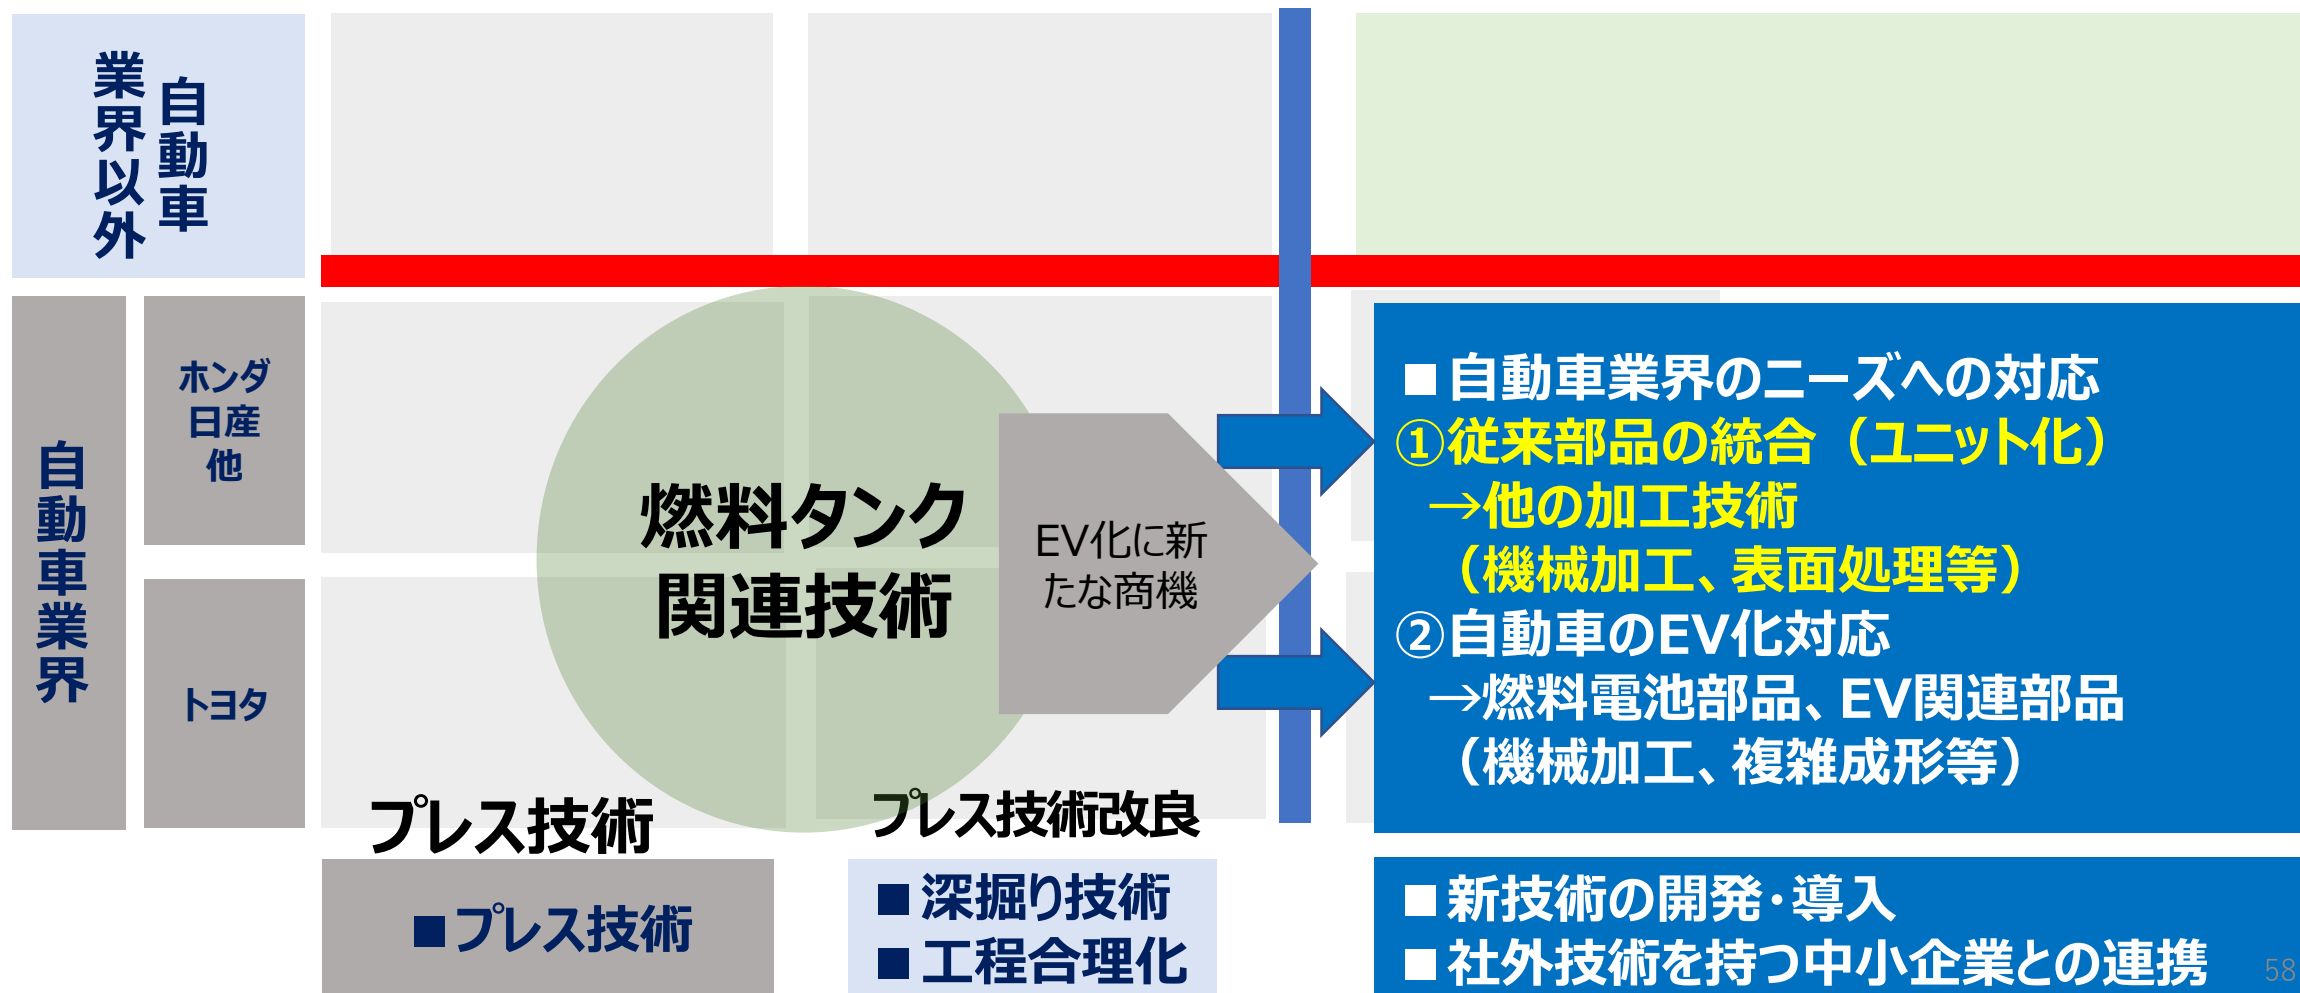 自動車
業界以外
自動車業界
ホンダ
日産
他
トヨタ
燃料タンク
関連技術
EV化に新
たな商機
■自動車業界のニーズへの対応
①従来部品の統合（ユニット化）
→他の加工技術
（機械加工、表面処理等）
②自動車のEV化対応
→燃料電池部品、EV関連部品
（機械加工、複雑成形等）
プレス技術
プレス技術改良
■プレス技術
■深掘り技術
■工程合理化
■新技術の開発・導入
■社外技術を持つ中小企業との連携
58